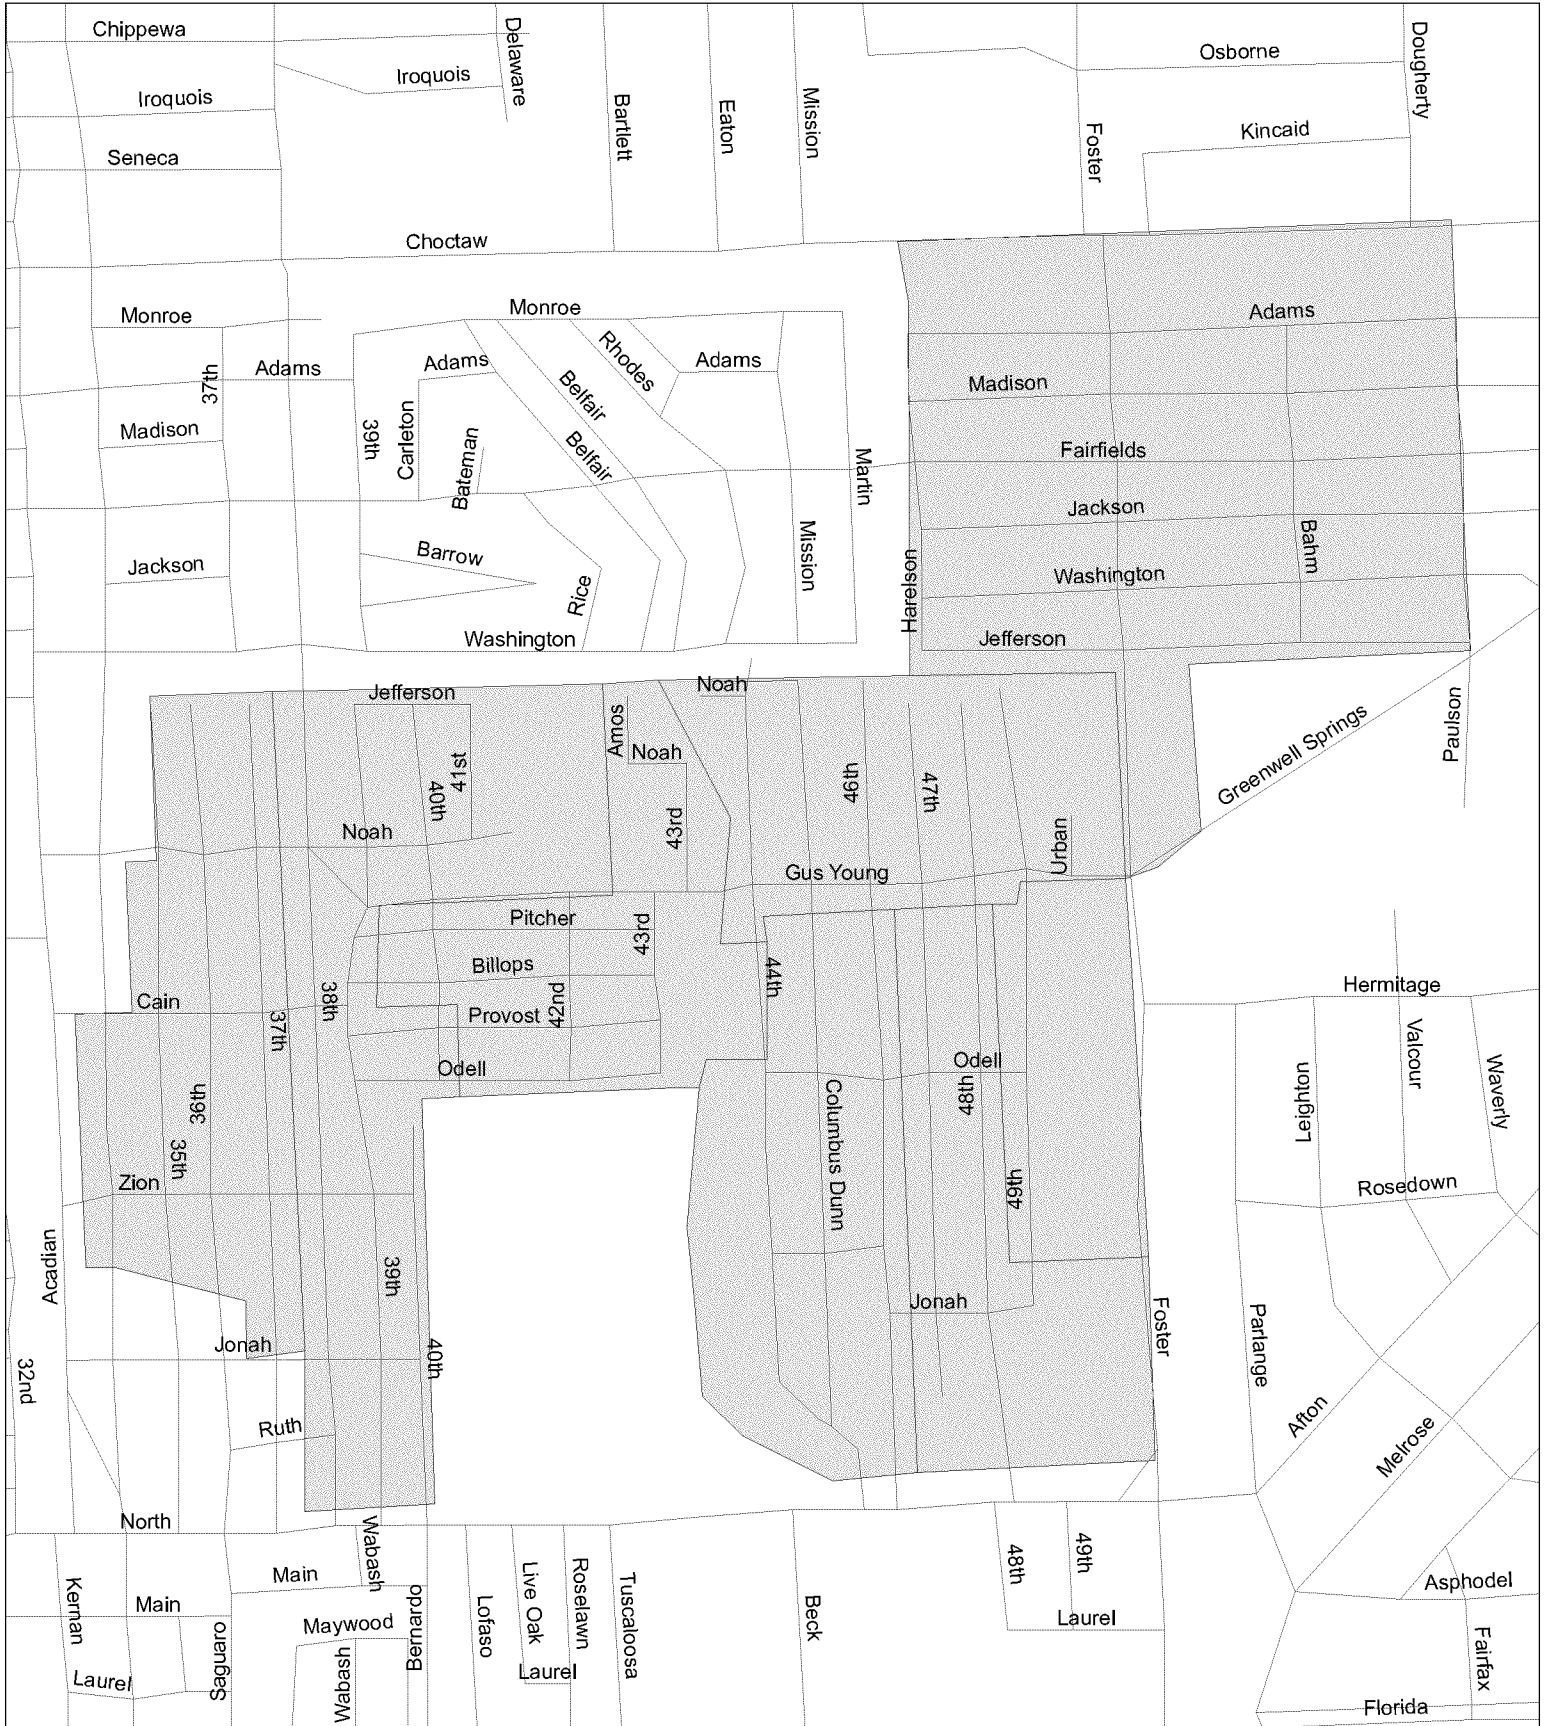 Chippewa
Delaware
Osborne
Dougherty
Iroquois
Iroquois
Bartlett
Eaton
Mission
Foster
Kincaid
Seneca
Choctaw
Monroe
Monroe
Adams
37th
Adams
Adams
Rhodes
Adams
Belfair
Madison
Madison
39th
Carleton
Bateman
Belfair
Martin
Fairfields
Jackson
Barrow
Mission
Bahm
Jackson
Rice
Harrelson
Washington
Washington
Jefferson
Jefferson
Noah
Amos
Noah
Paulson
Greenwell Springs
41st
40th
46th
47th
Noah
43rd
Urban
Gus Young
Pitcher
43rd
Billops
44th
Hermitage
Cain
38th
37th
Provost
42nd
Odell
Odell
Valcour
Leighton
Waverly
36th
48th
Columbus Dunn
35th
Zion
49th
Rosedown
Acadian
39th
Jonah
Foster
Parlange
Jonah
40th
32nd
Ruth
Afton
Melrose
North
Wabash
48th
49th
Main
Live Oak
Roselawn
Tuscaloosa
Asphodel
Kernan
Main
Maywood
Bernardo
Lofaso
Beck
Laurel
Saguaro
Wabash
Fairfax
Laurel
Laurel
Florida